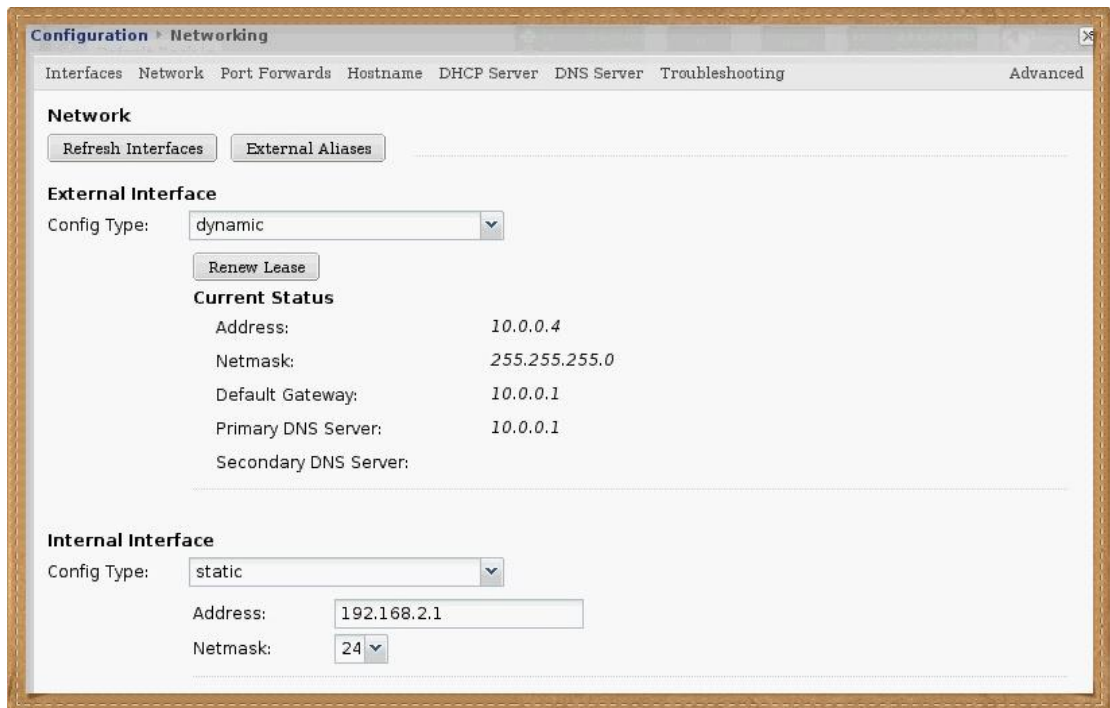 Configuration Networking
Interfaces Network Port Forwards Hostname DHCP Server DNS Server Troubleshooting Advanced
Network
Refresh Interfaces External Aliases
External Interface
Config Type: dynamic
Renew Lease
Current Status
Address: 10.0.0.4
Netmask: 255.255.255.0
Default Gateway: 10.0.0.1
Primary DNS Server: 10.0.0.1
Secondary DNS Server:
Internal Interface
Config Type: static
Address: 192.168.2.1
Netmask: 24